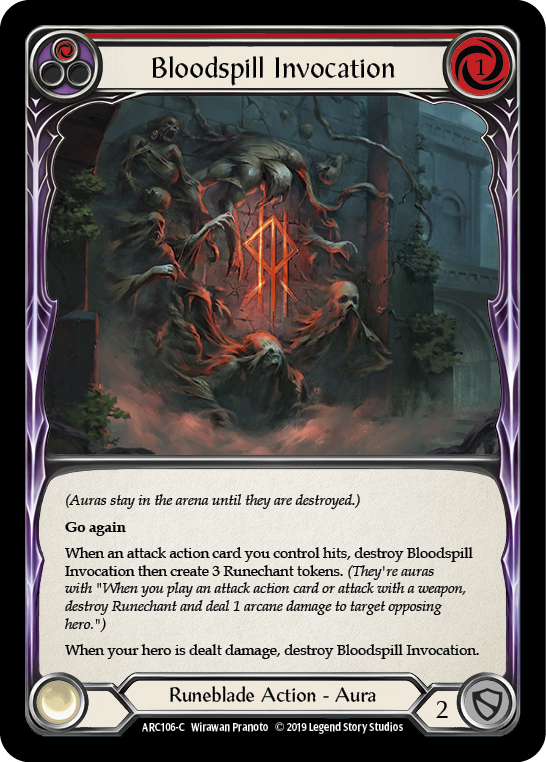 Bloodspill Invocation
1
(Auras stay in the arena until they are destroyed.)
Go again
When an attack action card you control hits, destroy Bloodspill
Invocation then create 3 Runechant tokens. (They're auras
with "When you play an attack action card or attack with a weapon,
destroy Runechant and deal 1 arcane damage to target opposing
hero.")
When your hero is dealt damage, destroy Bloodspill Invocation.
Runeblade Action - Aura
2
ARC106-C Wirawan Pranoto © 2019 Legend Story Studios